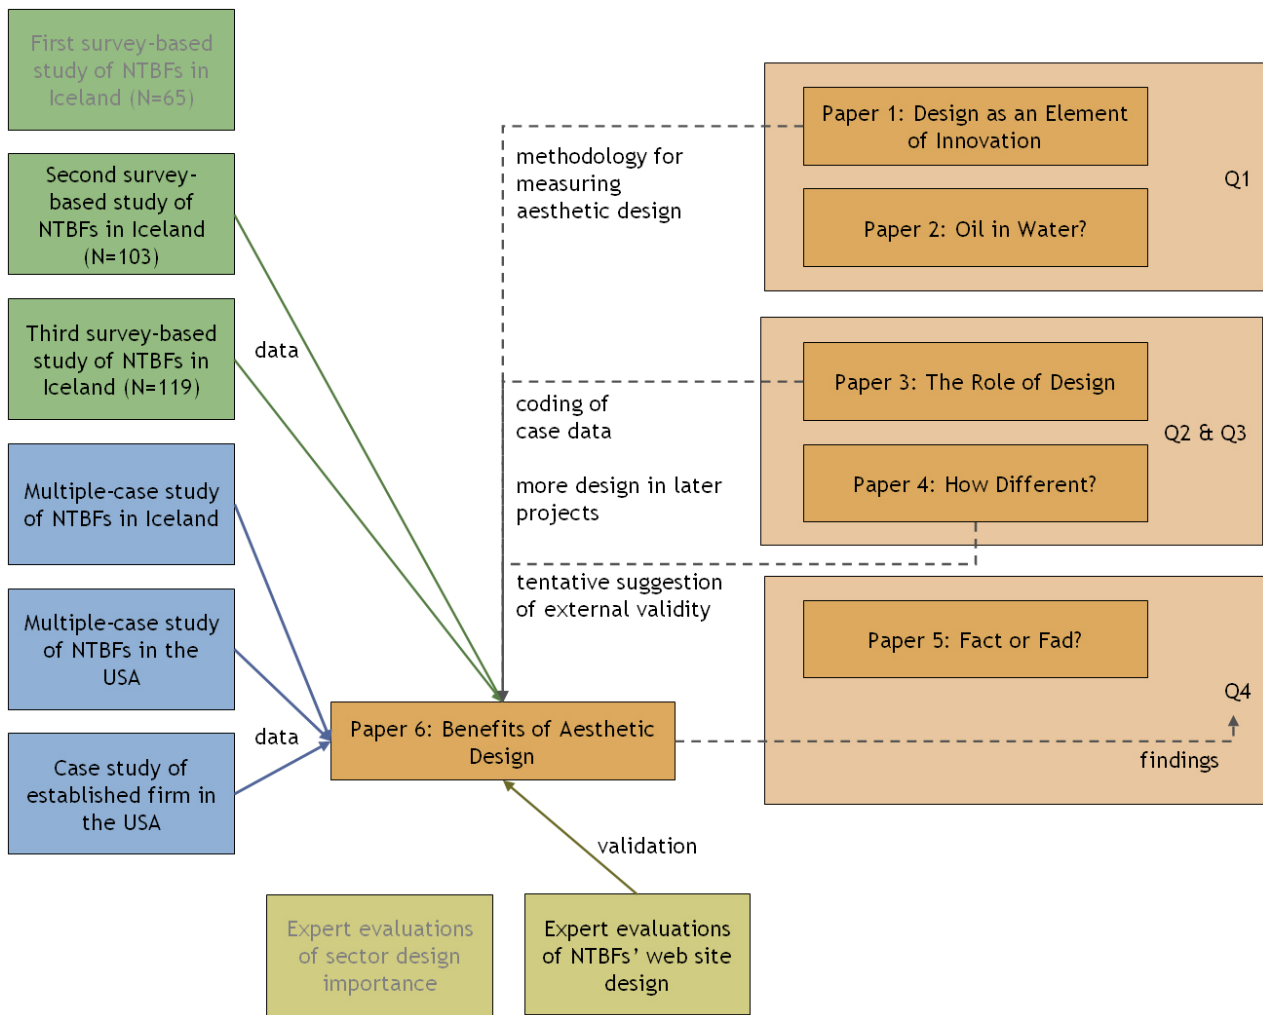 First survey-based
study of NTBFs in
Iceland (N=65)
Second survey-
based study of
NTBFs in Iceland
(N=103)
Third survey-based
study of NTBFs in
Iceland (N=119)
Multiple-case study
of NTBFs in Iceland
Multiple-case study
of NTBFs in the
USA
Case study of
established firm in
the USA
data
data
methodology for
measuring
aesthetic design
coding of
case data
more design in later
projects
tentative suggestion
of external validity
Paper 6: Benefits of Aesthetic
Design
validation
Expert evaluations
of sector design
importance
Expert evaluations
of NTBFs’ web site
design
Paper 1: Design as an Element
of Innovation
Paper 2: Oil in Water?
Q1
Paper 3: The Role of Design
Paper 4: How Different?
Q2 & Q3
Paper 5: Fact or Fad?
Q4
findings